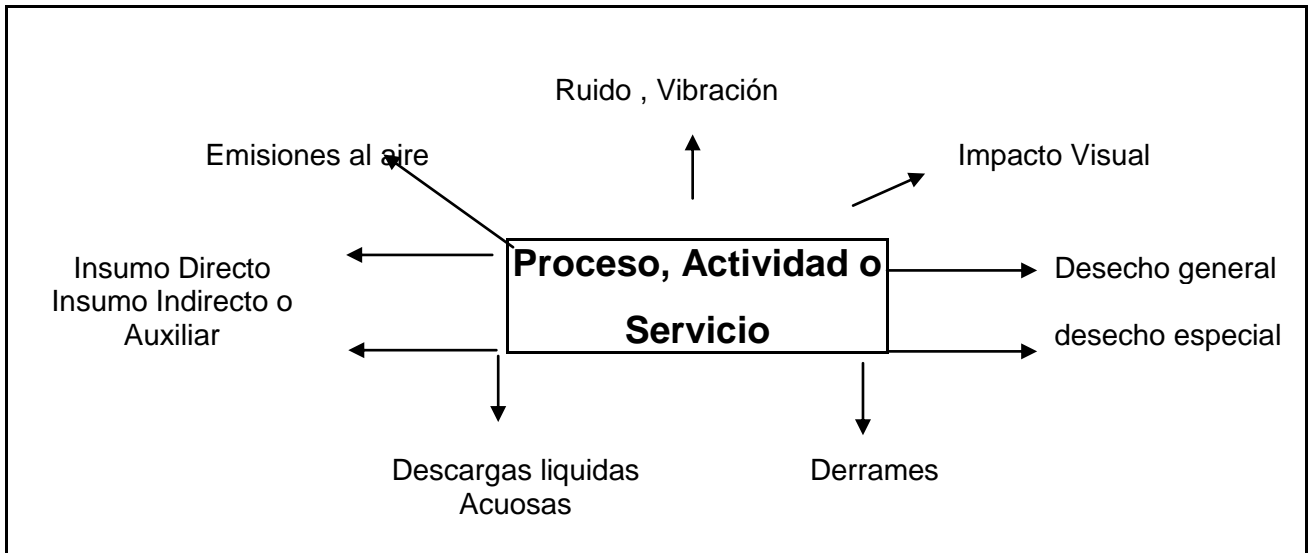 Ruido , Vibración
Emisiones al aire
Impacto Visual
Proceso, Actividad o
Servicio
Insumo Directo
Insumo Indirecto o
Auxiliar
Desecho general
desecho especial
Descargas liquidas
Acuosas
Derrames